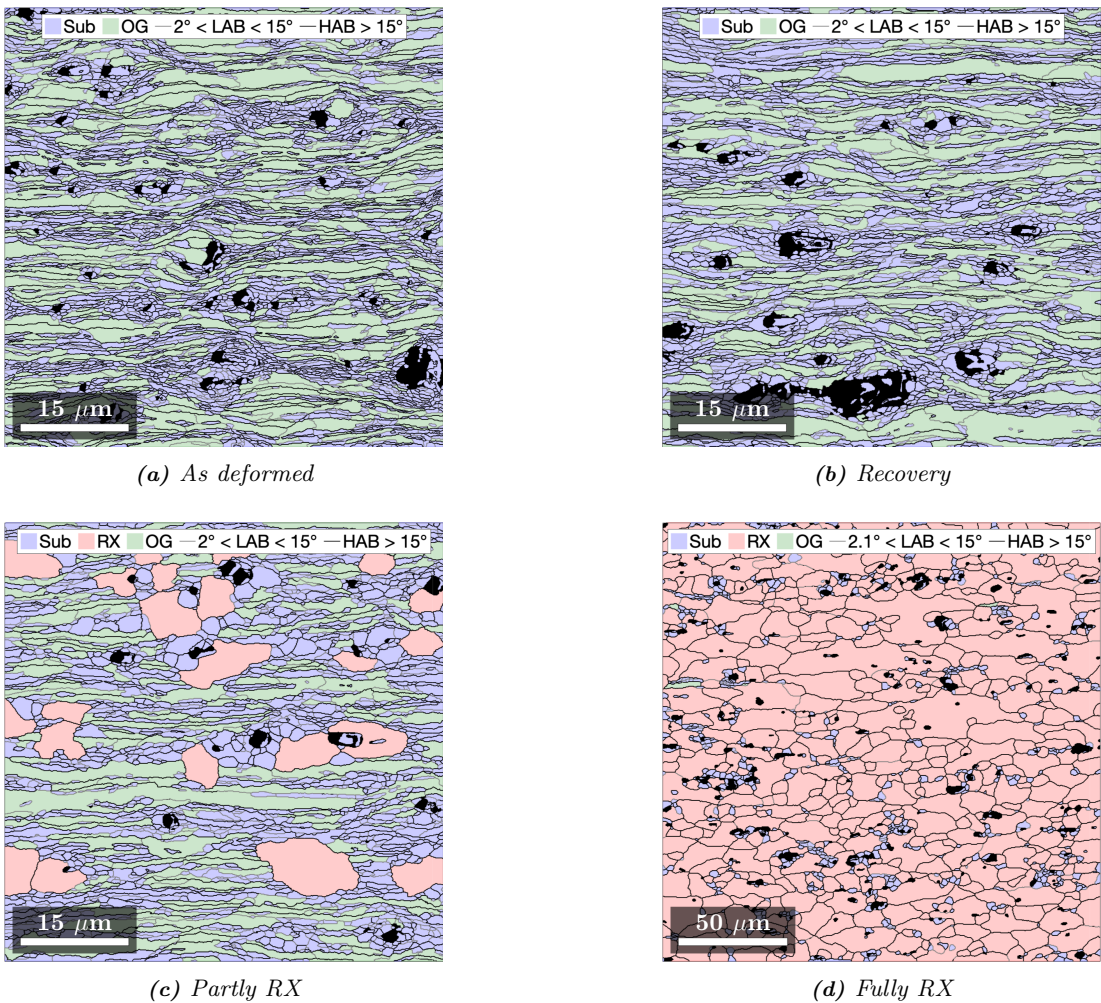 Sub OG 2° < LAB < 15° HAB > 15°
15 μm
(a) As deformed
Sub OG 2° < LAB < 15° HAB > 15°
15 μm
(b) Recovery
Sub RX OG 2° < LAB < 15° HAB > 15°
15 μm
(c) Partly RX
Sub RX OG 2.1° < LAB < 15° HAB > 15°
50 μm
(d) Fully RX